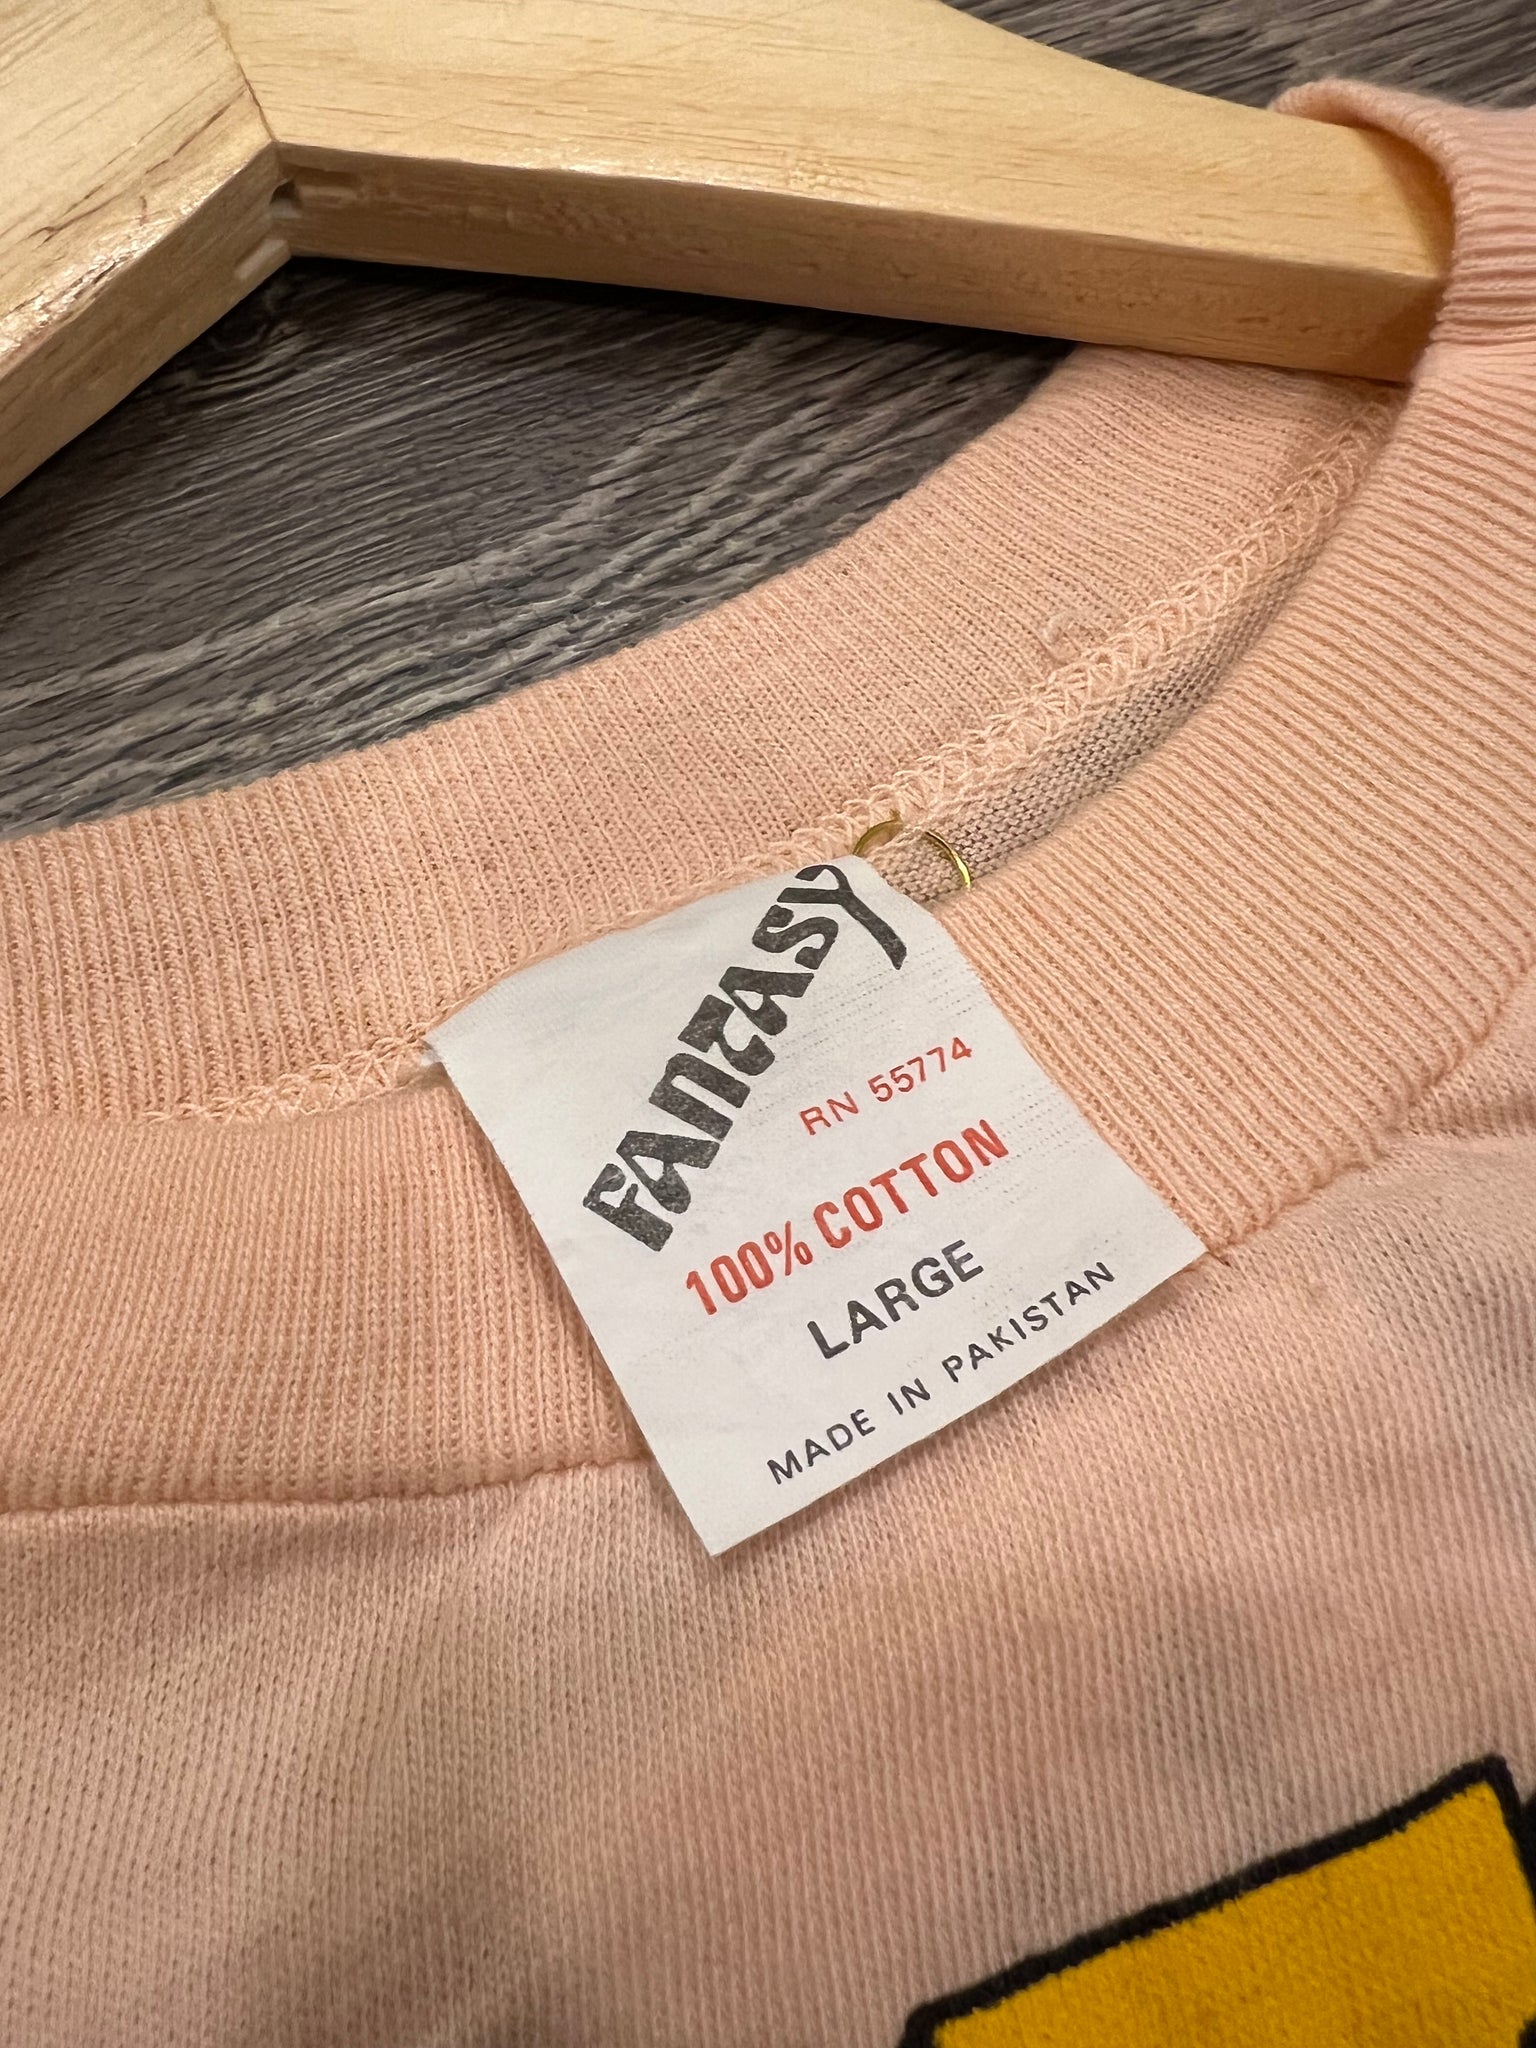 FANTASY
RN 55774
100% COTTON
LARGE
MADE IN PAKISTAN